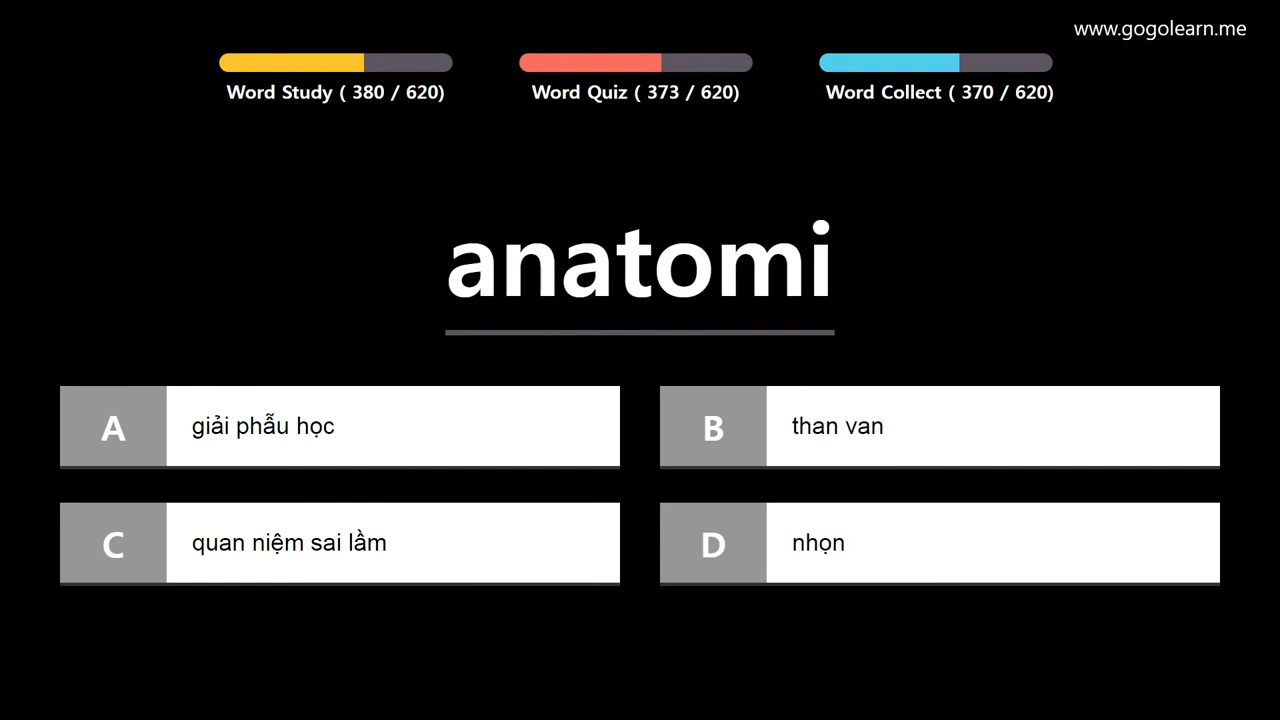 www.gogolearn.me
Word Study ( 380 / 620)
Word Quiz ( 373 / 620)
Word Collect ( 370 / 620)
anatomi
A
giải phẫu học
B
than van
C
quan niệm sai lầm
D
nhọn